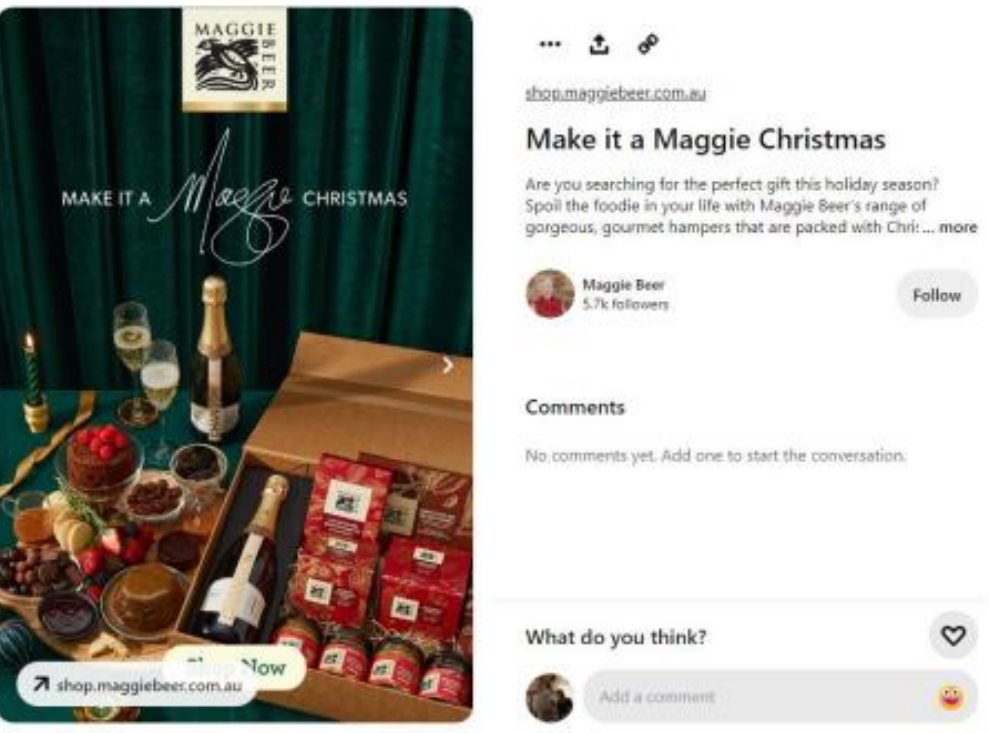 MAGGIE
BEER
MAKE IT A Maggie CHRISTMAS
Now
shop.maggiebeer.com.au
shop.maggiebeer.com.au
Make it a Maggie Christmas
Are you searching for the perfect gift this holiday season?
Spoil the foodie in your life with Maggie Beer's range of
gorgeous, gourmet hampers that are packed with Chri: ... more
Maggie Beer
5.7k followers
Follow
Comments
No comments yet. Add one to start the conversation.
What do you think?
Add a comment